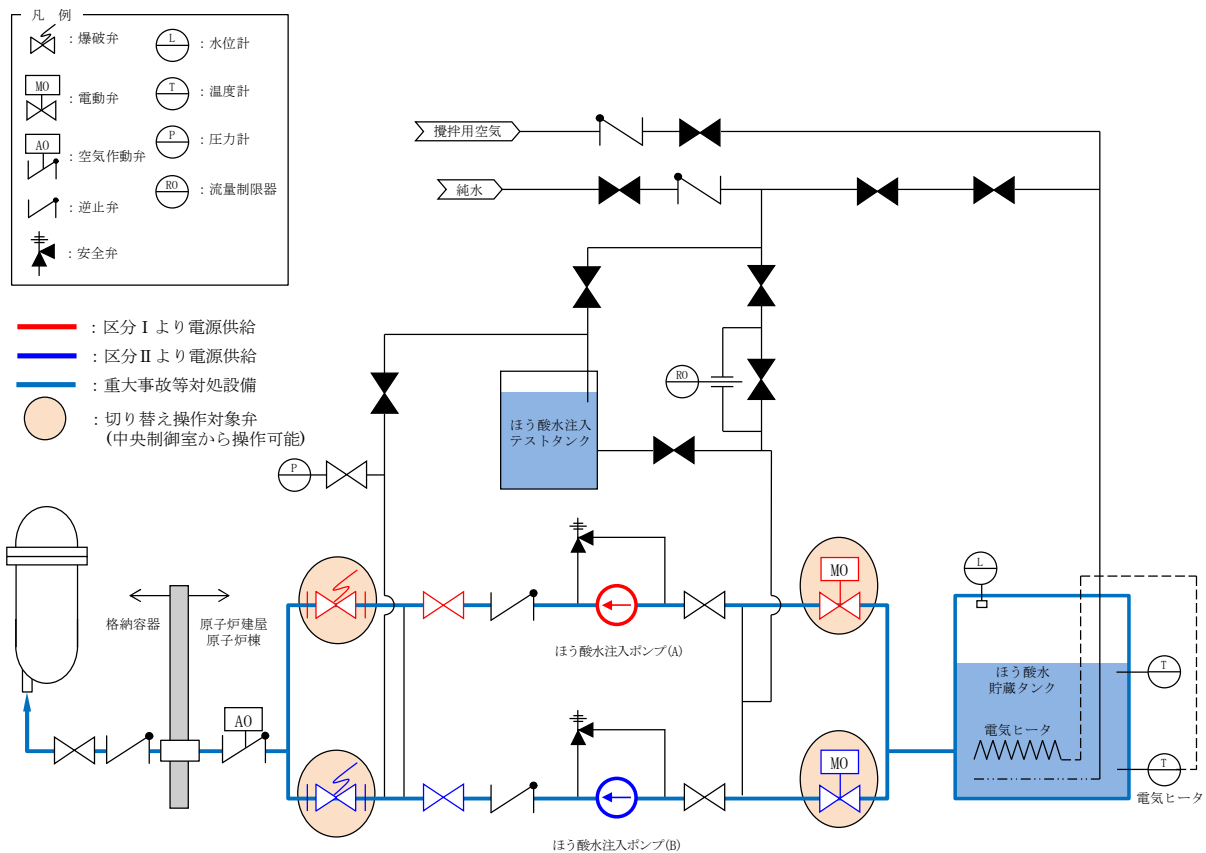 凡 例
：爆破弁
MO
：電動弁
AO
：空気作動弁
：逆止弁
：安全弁
L
：水位計
T
：温度計
P
：圧力計
RO
：流量制限器
：区分Ⅰより電源供給
：区分Ⅱより電源供給
：重大事故等対処設備
：切り替え操作対象弁
(中央制御室から操作可能)
攪拌用空気
純水
RO
ほう酸水注入
テストタンク
P
MO
L
格納容器
原子炉建屋
原子炉棟
ほう酸水注入ポンプ(A)
ほう酸水
貯蔵タンク
T
AO
電気ヒータ
MO
T
電気ヒータ
ほう酸水注入ポンプ(B)